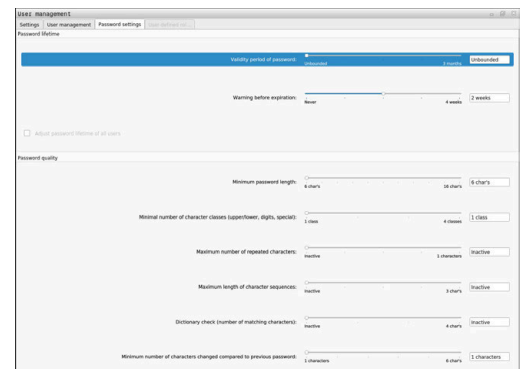 User management
Settings User management Password settings User defined
Password lifetime
Validity period of password: Unbounded
Unbounded 3 months
Warning before expiration: 2 weeks
Never 4 weeks
Adjust password lifetime of all users
Password quality
Minimum password length: 6 char's
6 char's 16 char's
Minimal number of character classes (upper/lower, digits, special): 1 class
1 class 4 classes
Maximum number of repeated characters: Inactive
Inactive 1 characters
Maximum length of character sequences: Inactive
Inactive 3 char's
Dictionary check (number of matching characters): Inactive
Inactive 4 char's
Minimum number of characters changed compared to previous password: 1 characters
1 characters 6 char's